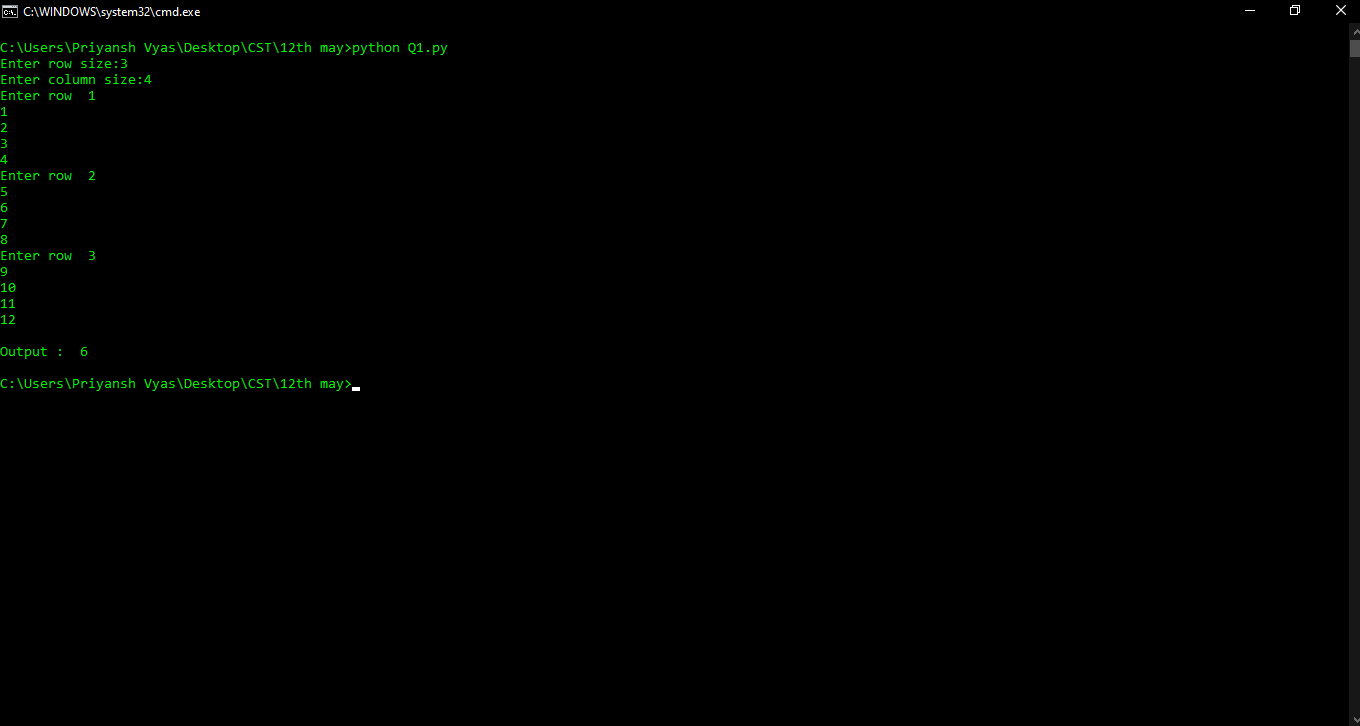 C:\WINDOWS\system32\cmd.exe
C:\Users\Priyansh Vyas\Desktop\CST\12th may>python Q1.py
Enter row size:3
Enter column size:4
Enter row  1
1
2
3
4
Enter row  2
5
6
7
8
Enter row  3
9
10
11
12
Output :  6
C:\Users\Priyansh Vyas\Desktop\CST\12th may>